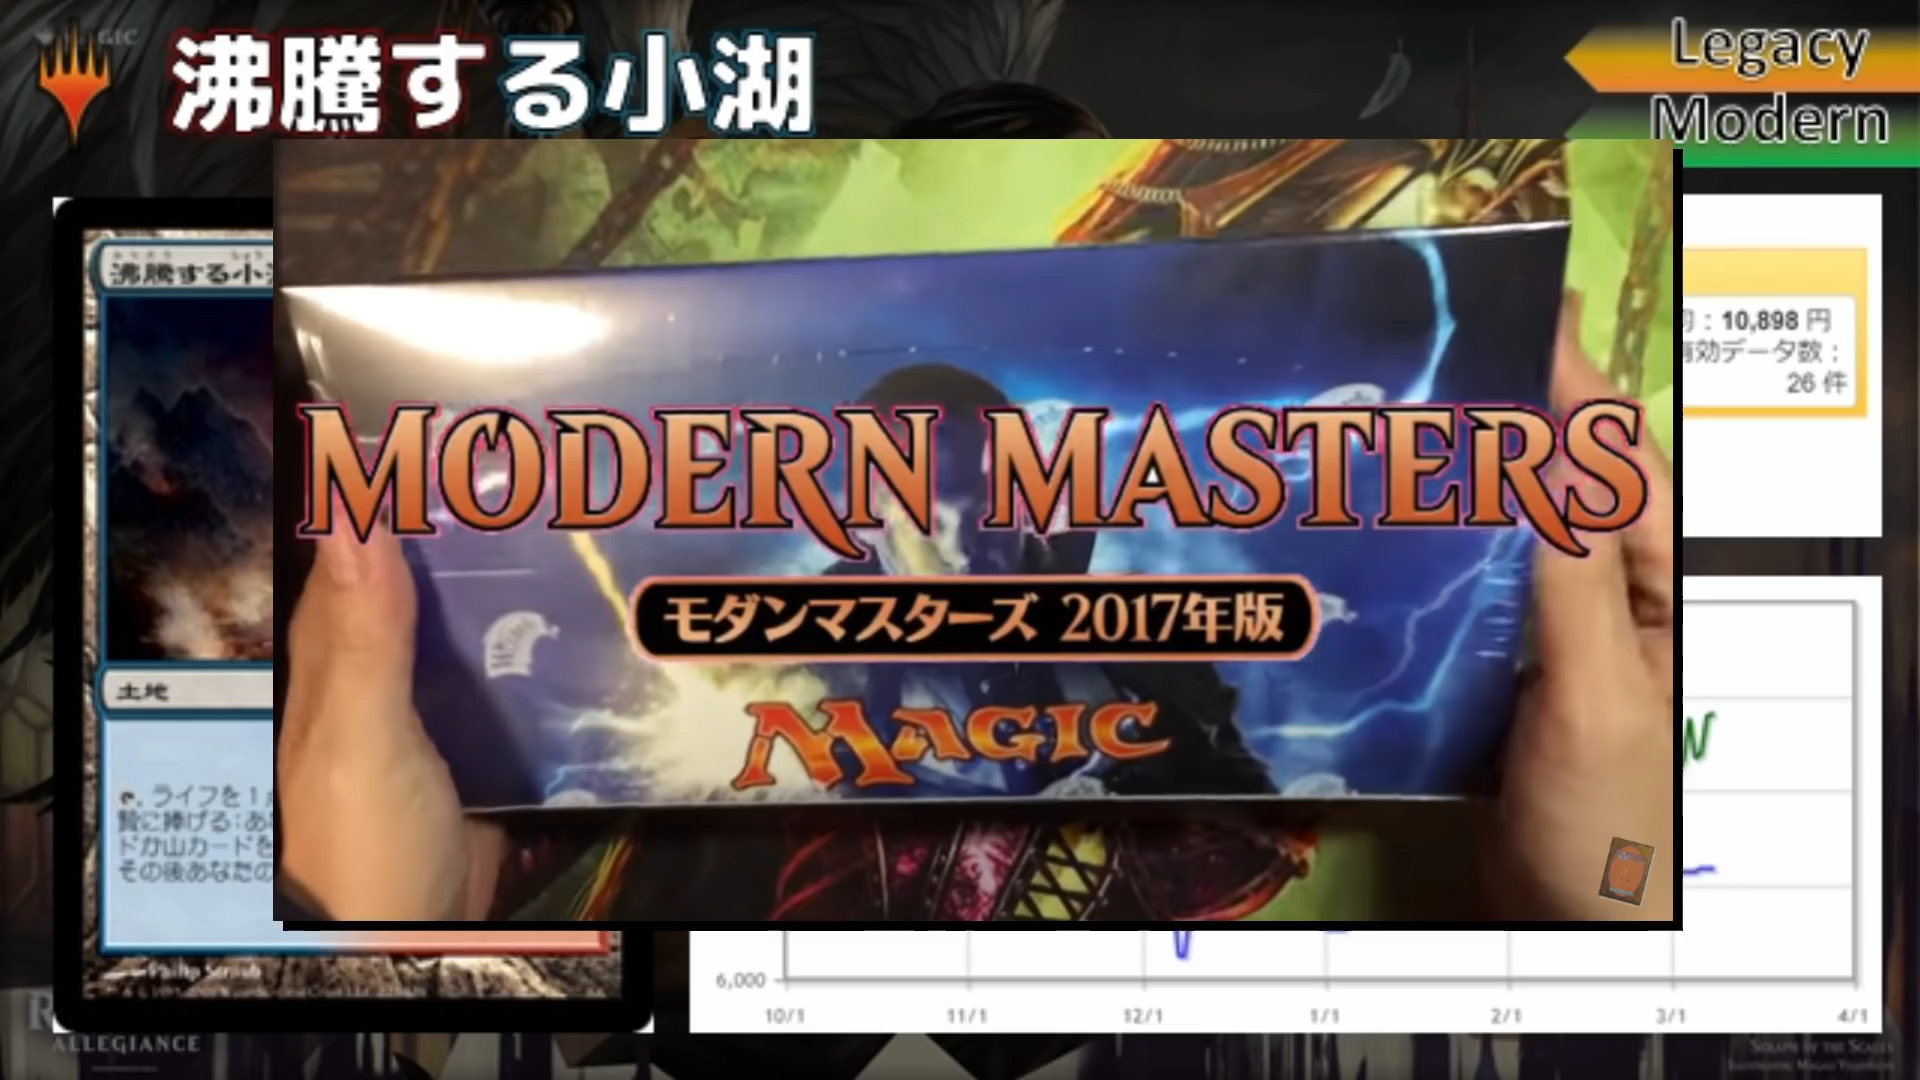 沸騰する小湖
Legacy
Modern
沸騰する小
土地
ライフを1
贄に捧げる:あ
ドか山カードを
その後あなたの
MODERN MASTERS
モダンマスターズ 2017年版
MAGIC
:10,898 円
有効データ数:
26 件
6,000
10/1 11/1 12/1 1/1 2/1 3/1 4/1
ALLEGIANCE